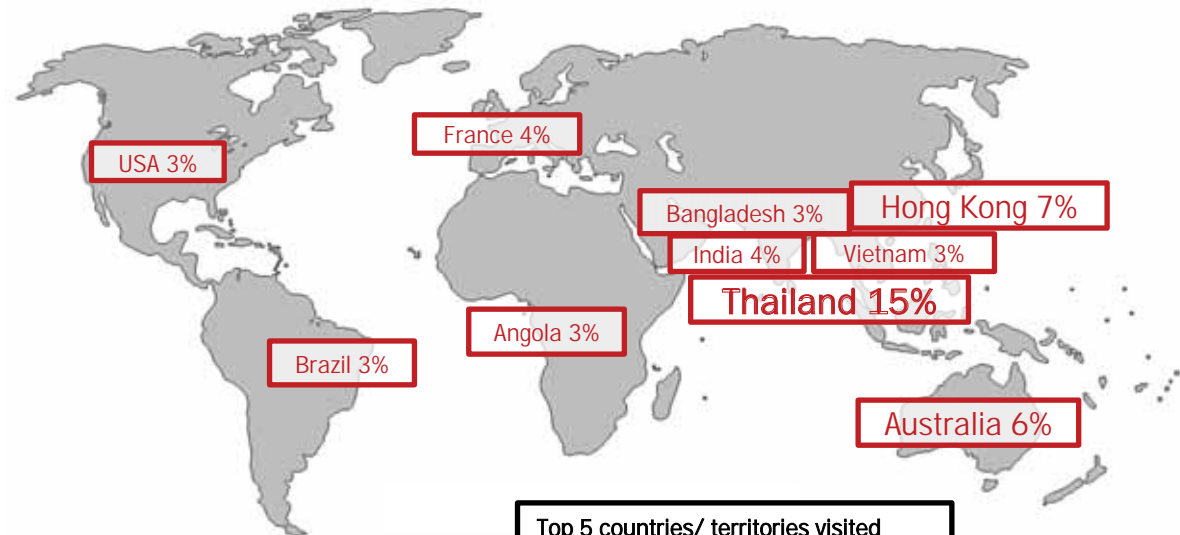 France 4%
USA 3%
Bangladesh 3%
Hong Kong 7%
India 4%
Vietnam 3%
Thailand 15%
Angola 3%
Brazil 3%
Australia 6%
Top 5 countries/ territories visited